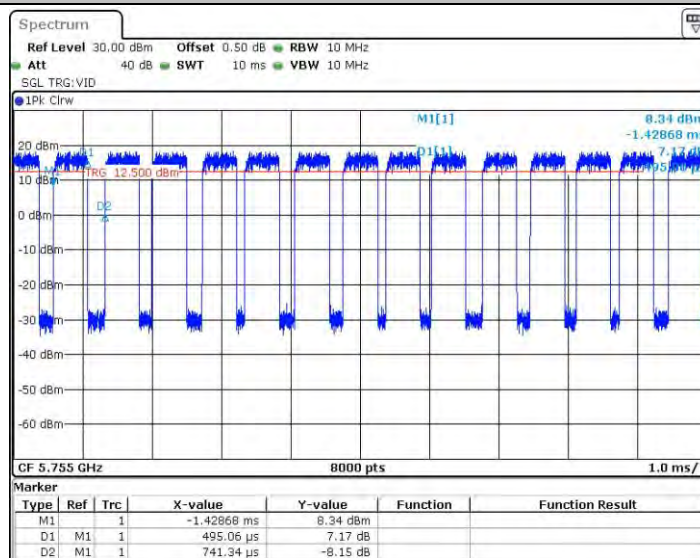 Spectrum
Ref Level 30.00 dBm Offset 0.50 dB RBW 10 MHz
Att 40 dB SWT 10 ms VBW 10 MHz
SGL TRG:VID
1Pk Clrw
M1[1] 8.34 dBm
-1.42868 ms
20 dBm
D1
D1[1] 7.17 dB
M1
TRG 12.500 dBm
10 dBm
D2
0 dBm
-10 dBm
-20 dBm
-30 dBm
-40 dBm
-50 dBm
-60 dBm
CF 5.755 GHz 8000 pts 1.0 ms/
Marker
Type Ref Trc X-value Y-value Function Function Result
M1 1 -1.42868 ms 8.34 dBm
D1 M1 1 495.06 µs 7.17 dB
D2 M1 1 741.34 µs -8.15 dB